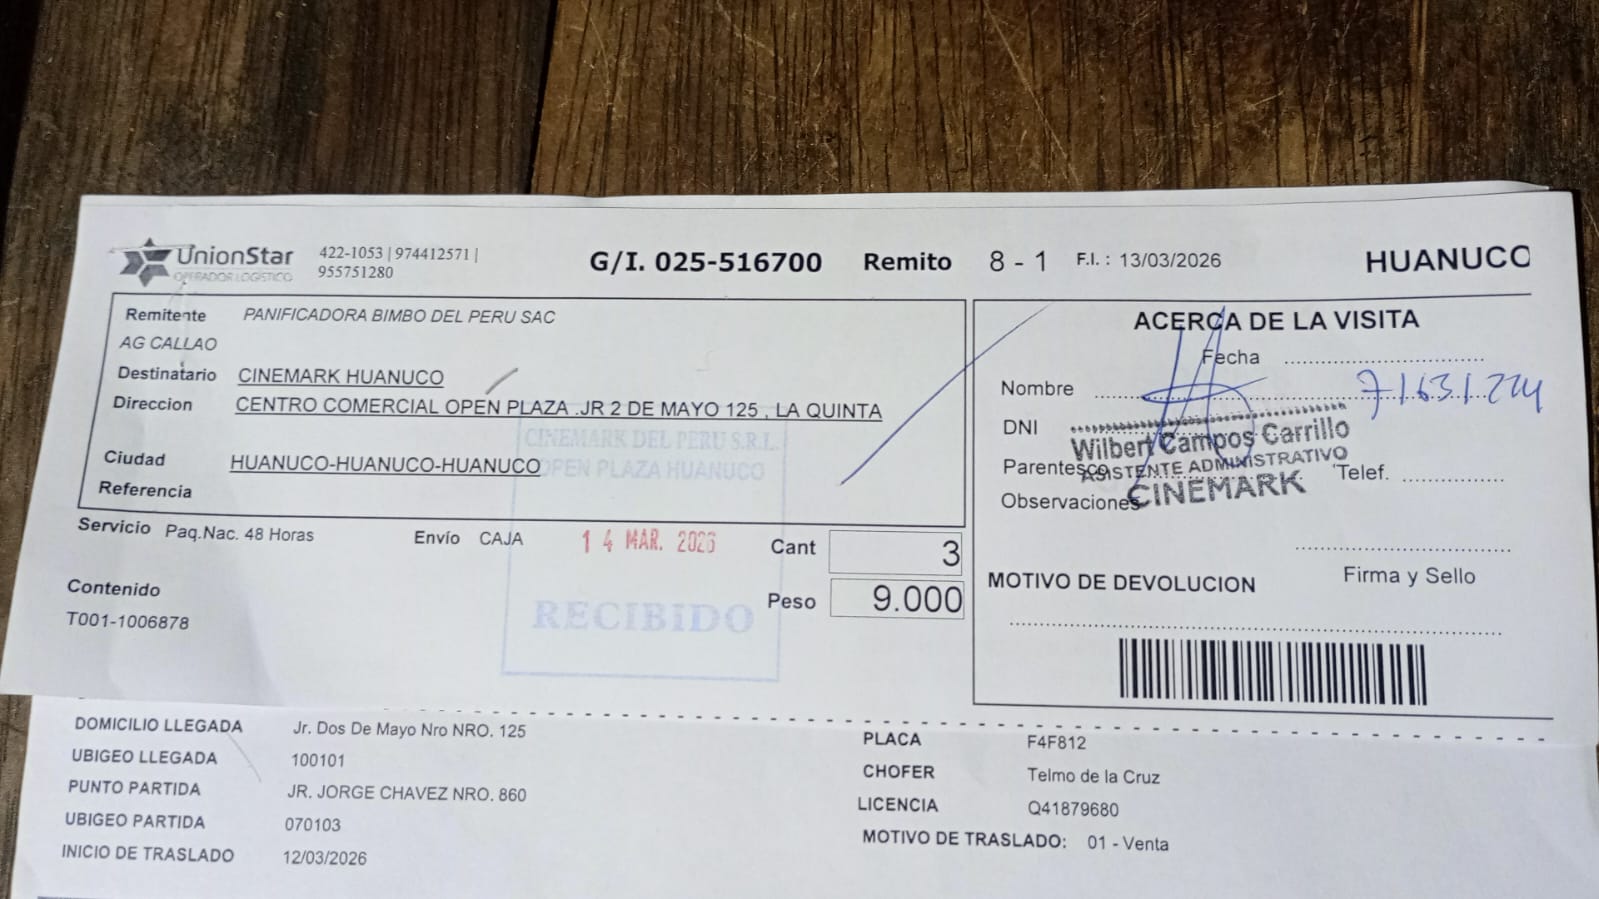 UnionStar
OPERADOR LOGISTICO
422-1053 | 974412571 |
955751280
G/I. 025-516700 Remito 8 - 1 F.I. : 13/03/2026 HUANUCO
Remitente PANIFICADORA BIMBO DEL PERU SAC
AG CALLAO
Destinatario CINEMARK HUANUCO
Direccion CENTRO COMERCIAL OPEN PLAZA .JR 2 DE MAYO 125 , LA QUINTA
Ciudad HUANUCO-HUANUCO-HUANUCO
Referencia
CINEMARK DEL PERU S.R.L.
OPEN PLAZA HUANUCO
14 MAR. 2026
RECIBIDO
Servicio Paq.Nac. 48 Horas Envío CAJA Cant 3
Peso 9.000
Contenido
T001-1006878
ACERCA DE LA VISITA
Fecha
Nombre 71631224
DNI
Parentesco Telef.
Observaciones
Wilbert Campos Carrillo
ASISTENTE ADMINISTRATIVO
CINEMARK
Firma y Sello
MOTIVO DE DEVOLUCION
DOMICILIO LLEGADA Jr. Dos De Mayo Nro NRO. 125
UBIGEO LLEGADA 100101
PUNTO PARTIDA JR. JORGE CHAVEZ NRO. 860
UBIGEO PARTIDA 070103
INICIO DE TRASLADO 12/03/2026
PLACA F4F812
CHOFER Telmo de la Cruz
LICENCIA Q41879680
MOTIVO DE TRASLADO: 01 - Venta